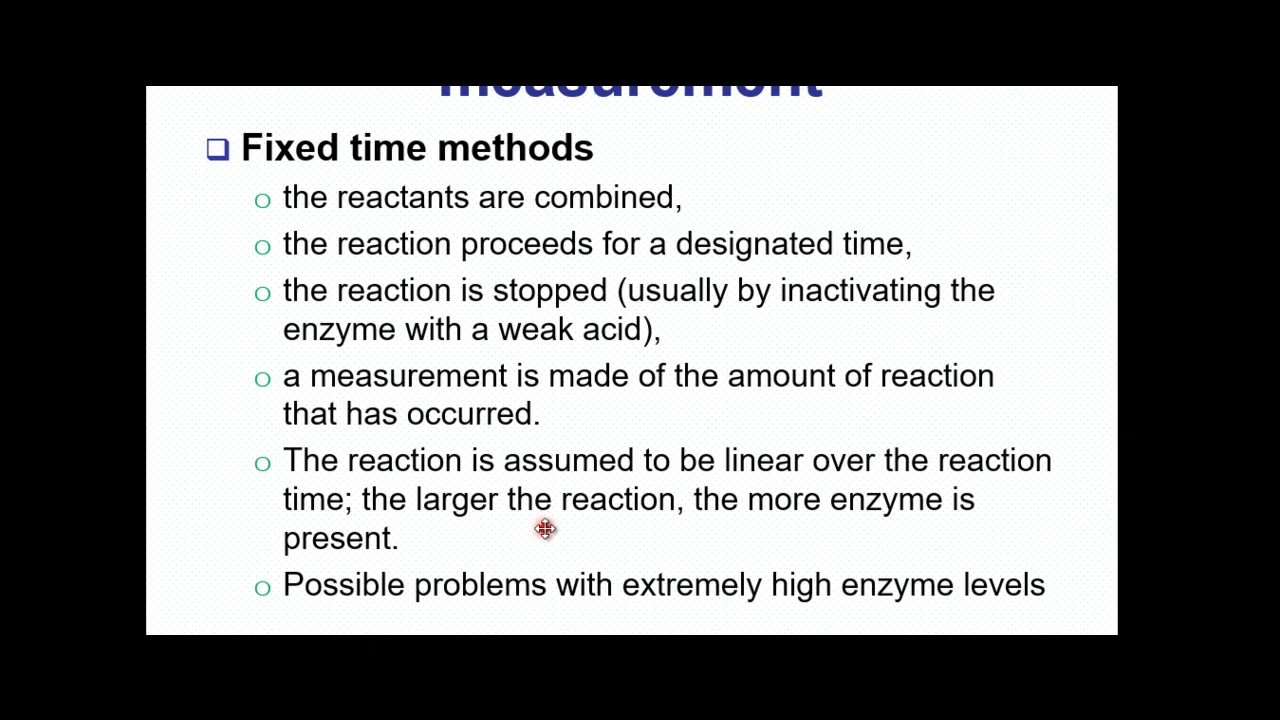 measurement
Fixed time methods
the reactants are combined,
the reaction proceeds for a designated time,
the reaction is stopped (usually by inactivating the
enzyme with a weak acid),
a measurement is made of the amount of reaction
that has occurred.
The reaction is assumed to be linear over the reaction
time; the larger the reaction, the more enzyme is
present.
Possible problems with extremely high enzyme levels